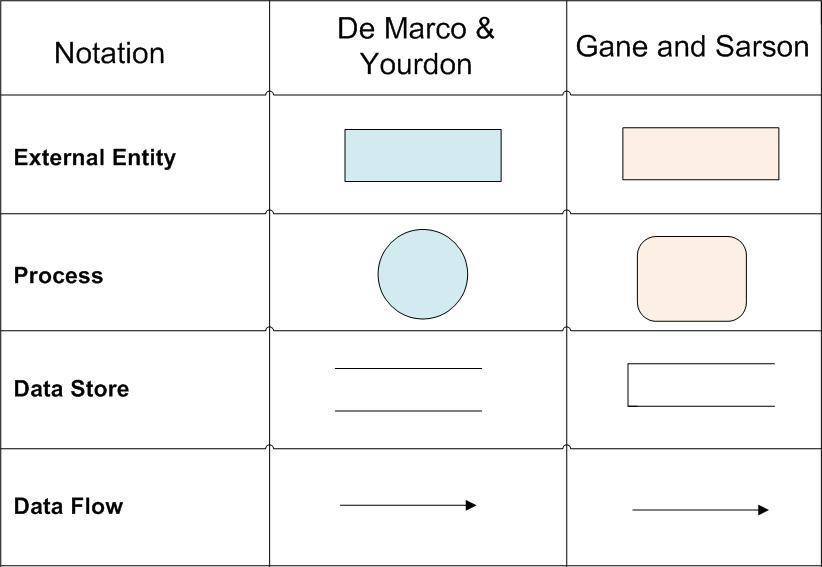 Notation
De Marco &
Yourdon
Gane and Sarson
External Entity
Process
Data Store
Data Flow